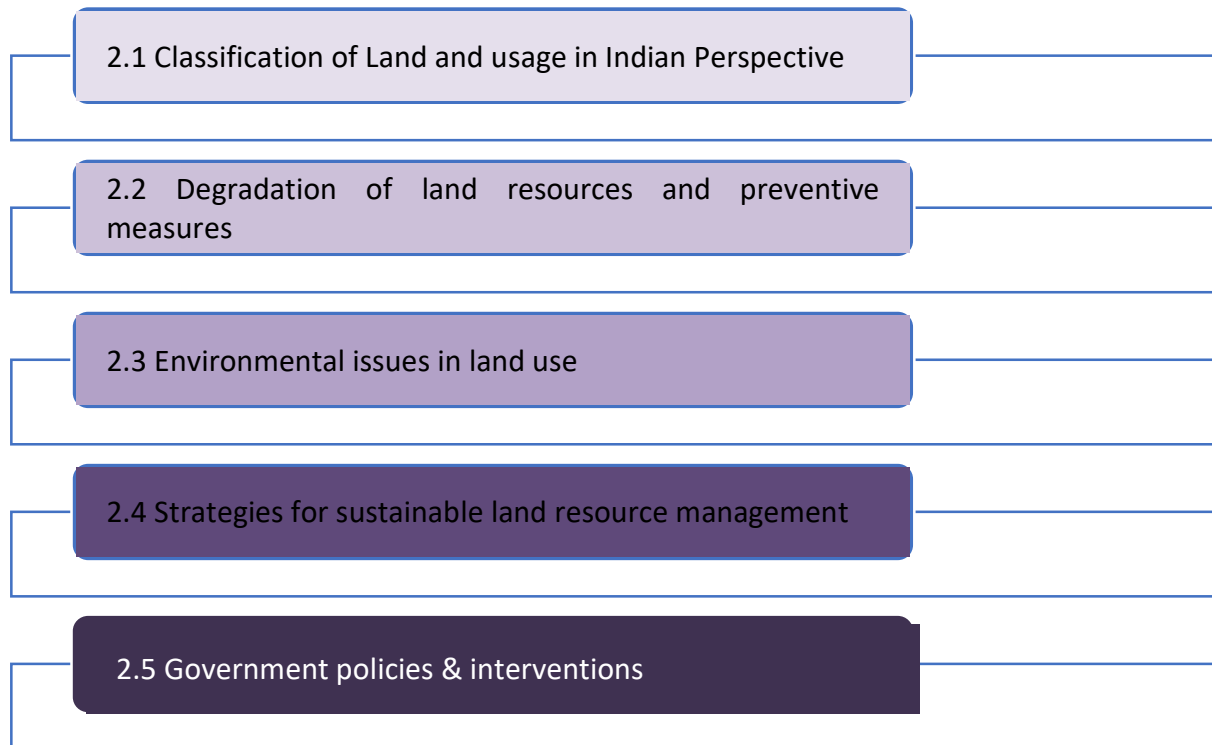 2.1 Classification of Land and usage in Indian Perspective
2.2 Degradation of land resources and preventive
measures
2.3 Environmental issues in land use
2.4 Strategies for sustainable land resource management
2.5 Government policies & interventions